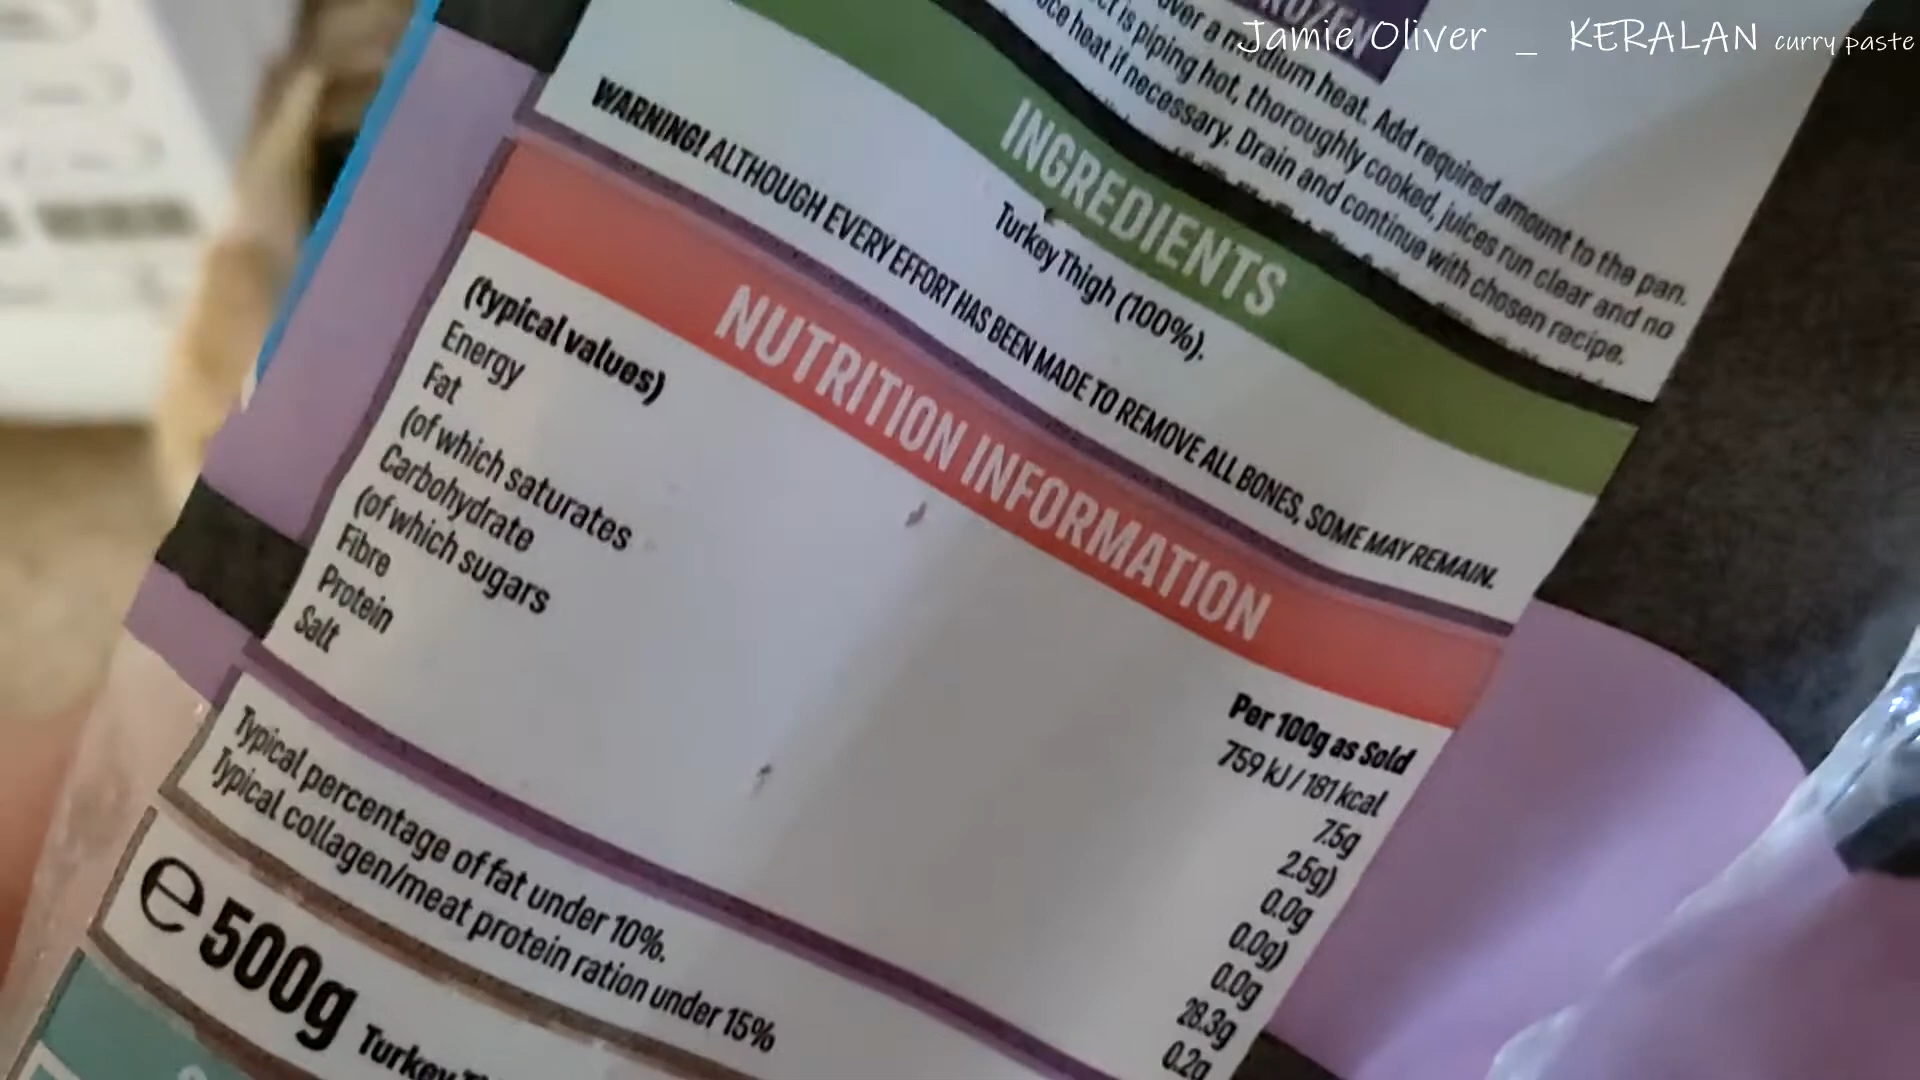 Jamie Oliver _ KERALAN curry paste
over a medium heat. Add required amount to the pan.
is piping hot, thoroughly cooked, juices run clear and no
heat if necessary. Drain and continue with chosen recipe.
INGREDIENTS
Turkey Thigh (100%).
WARNING! ALTHOUGH EVERY EFFORT HAS BEEN MADE TO REMOVE ALL BONES, SOME MAY REMAIN.
NUTRITION INFORMATION
(typical values) Per 100g as Sold
Energy 759 kJ / 181 kcal
Fat 7.5g
(of which saturates 2.5g)
Carbohydrate 0.0g
(of which sugars 0.0g)
Fibre 0.0g
Protein 28.3g
Salt 0.2g
Typical percentage of fat under 10%.
Typical collagen/meat protein ration under 15%
e 500g Turkey